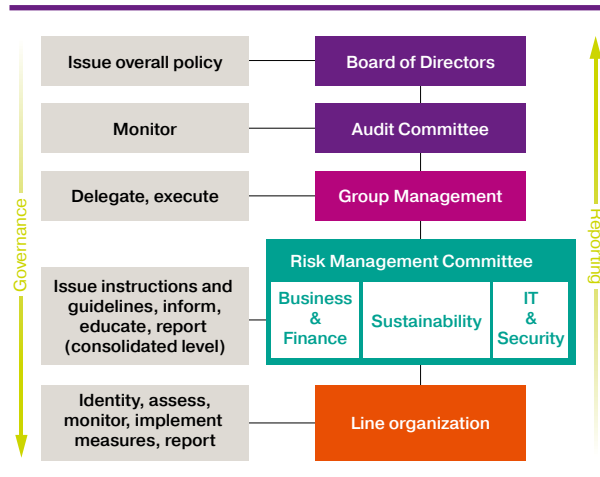 Issue overall policy
Board of Directors
Monitor
Audit Committee
Delegate, execute
Group Management
Governance
Reporting
Risk Management Committee
Issue instructions and
guidelines, inform,
educate, report
(consolidated level)
Business
&
Finance
Sustainability
IT
&
Security
Identity, assess,
monitor, implement
measures, report
Line organization